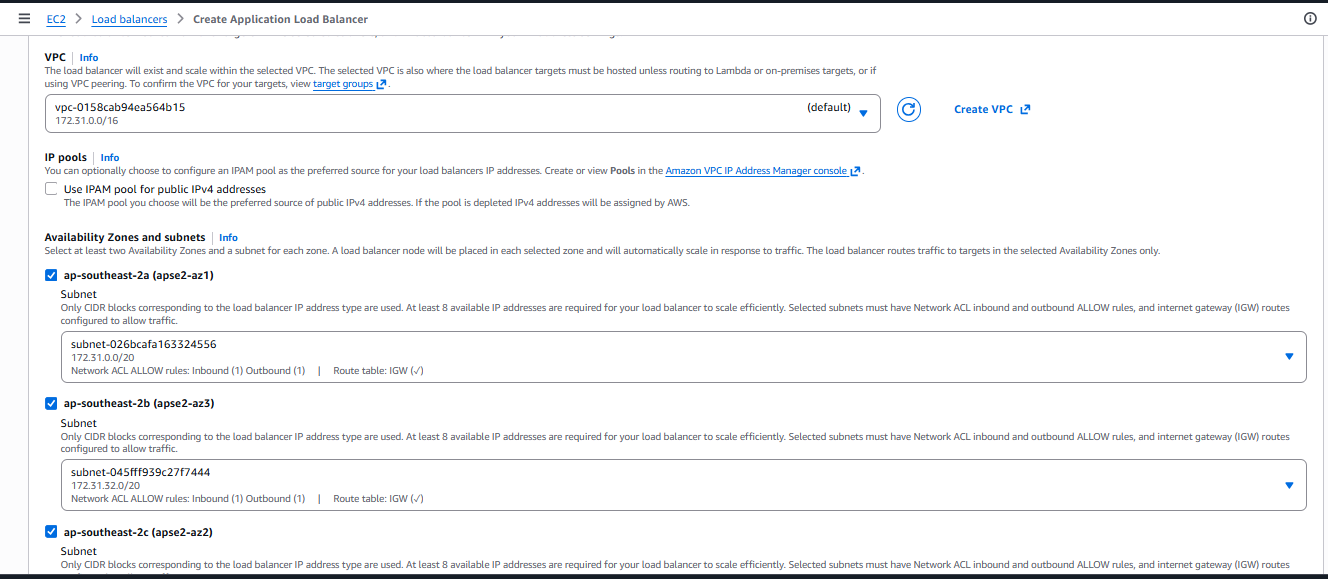 EC2 > Load balancers > Create Application Load Balancer
VPC | Info
The load balancer will exist and scale within the selected VPC. The selected VPC is also where the load balancer targets must be hosted unless routing to Lambda or on-premises targets, or if
using VPC peering. To confirm the VPC for your targets, view target groups.
vpc-0158cab94ea564b15 (default)
172.31.0.0/16
Create VPC
IP pools | Info
You can optionally choose to configure an IPAM pool as the preferred source for your load balancers IP addresses. Create or view Pools in the Amazon VPC IP Address Manager console.
Use IPAM pool for public IPv4 addresses
The IPAM pool you choose will be the preferred source of public IPv4 addresses. If the pool is depleted IPv4 addresses will be assigned by AWS.
Availability Zones and subnets | Info
Select at least two Availability Zones and a subnet for each zone. A load balancer node will be placed in each selected zone and will automatically scale in response to traffic. The load balancer routes traffic to targets in the selected Availability Zones only.
ap-southeast-2a (apse2-az1)
Subnet
Only CIDR blocks corresponding to the load balancer IP address type are used. At least 8 available IP addresses are required for your load balancer to scale efficiently. Selected subnets must have Network ACL inbound and outbound ALLOW rules, and internet gateway (IGW) routes
configured to allow traffic.
subnet-026bcafa163324556
172.31.0.0/20
Network ACL ALLOW rules: Inbound (1) Outbound (1) | Route table: IGW (✓)
ap-southeast-2b (apse2-az3)
Subnet
Only CIDR blocks corresponding to the load balancer IP address type are used. At least 8 available IP addresses are required for your load balancer to scale efficiently. Selected subnets must have Network ACL inbound and outbound ALLOW rules, and internet gateway (IGW) routes
configured to allow traffic.
subnet-045fff939c27f7444
172.31.32.0/20
Network ACL ALLOW rules: Inbound (1) Outbound (1) | Route table: IGW (✓)
ap-southeast-2c (apse2-az2)
Subnet
Only CIDR blocks corresponding to the load balancer IP address type are used. At least 8 available IP addresses are required for your load balancer to scale efficiently. Selected subnets must have Network ACL inbound and outbound ALLOW rules, and internet gateway (IGW) routes